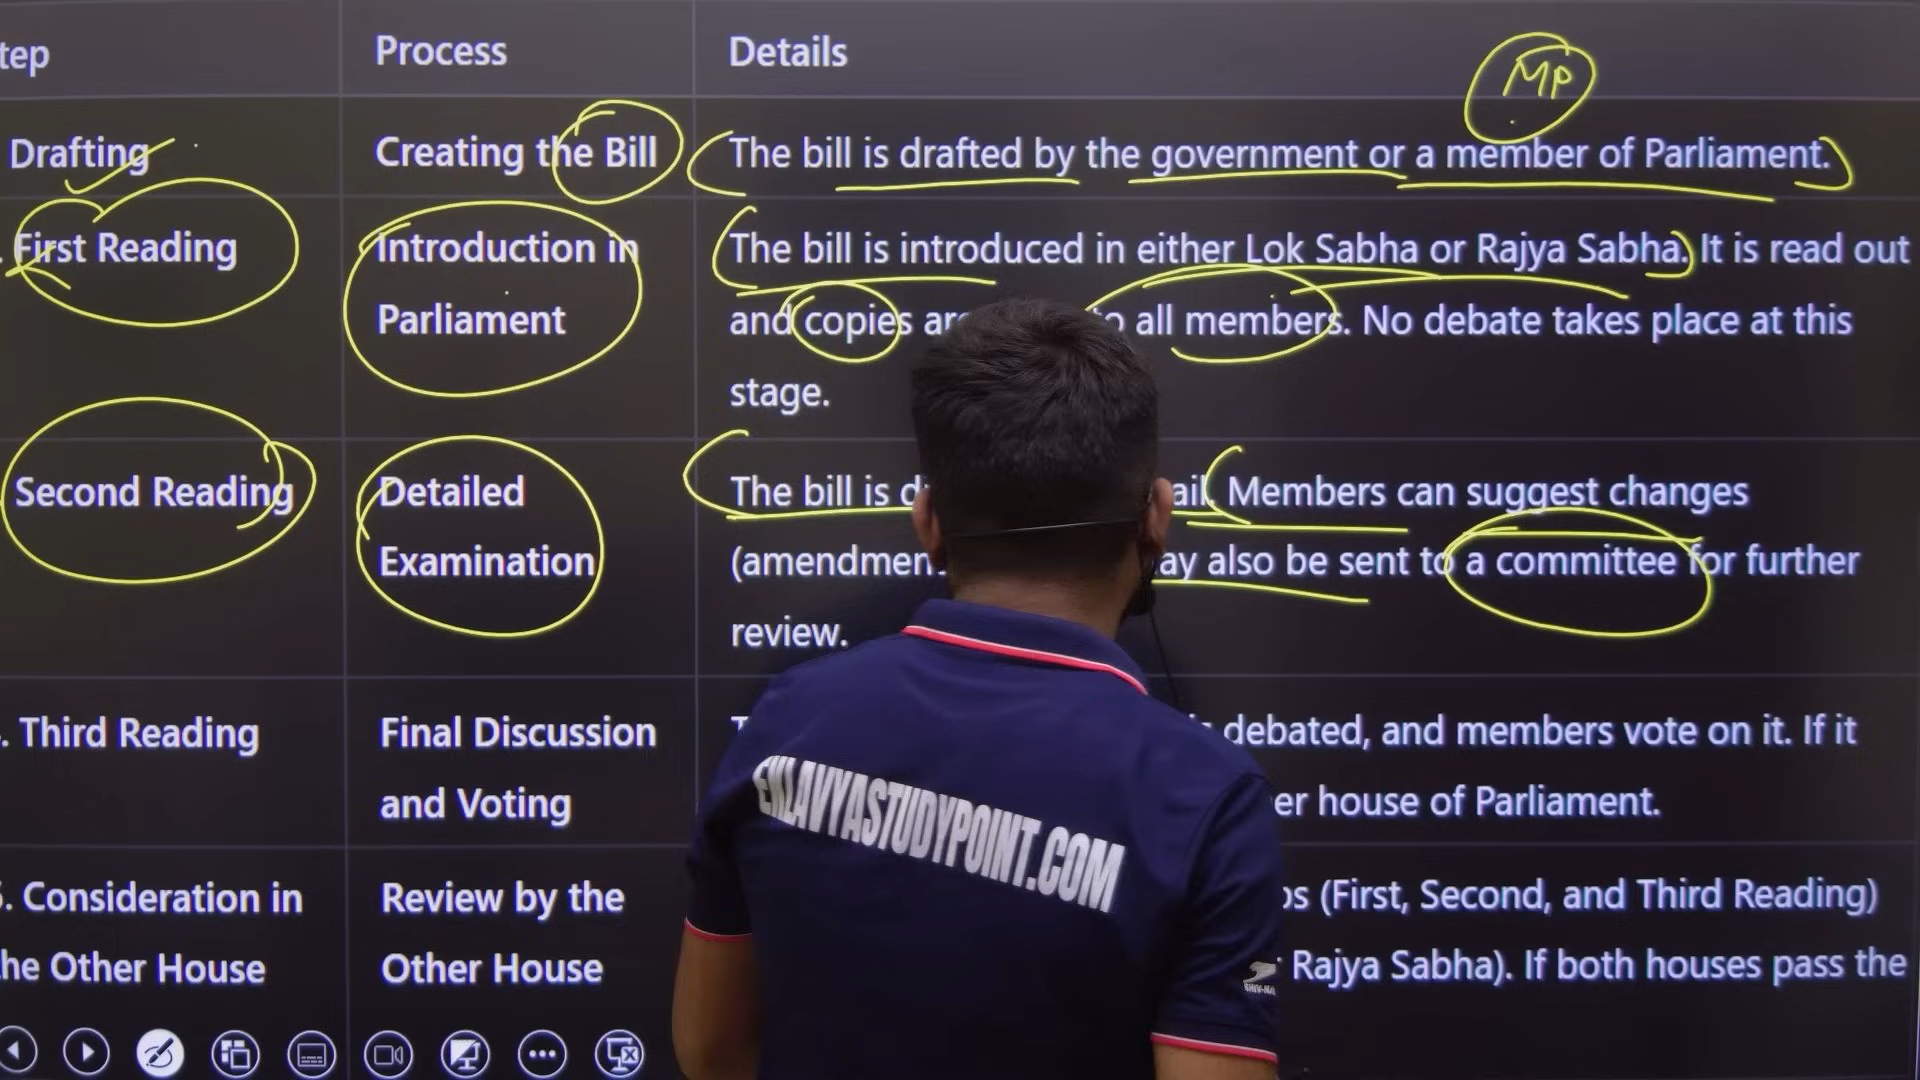 tep Process Details
MP
Drafting Creating the Bill The bill is drafted by the government or a member of Parliament.
First Reading Introduction in The bill is introduced in either Lok Sabha or Rajya Sabha. It is read out
Parliament and copies to all members. No debate takes place at this
stage.
Second Reading Detailed The bill is Members can suggest changes
Examination also be sent to a committee for further
review.
. Third Reading Final Discussion debated, and members vote on it. If it
and Voting house of Parliament.
. Consideration in Review by the (First, Second, and Third Reading)
he Other House Other House Rajya Sabha). If both houses pass the
EKLAVYASTUDYPOINT.COM
SHIV-NA